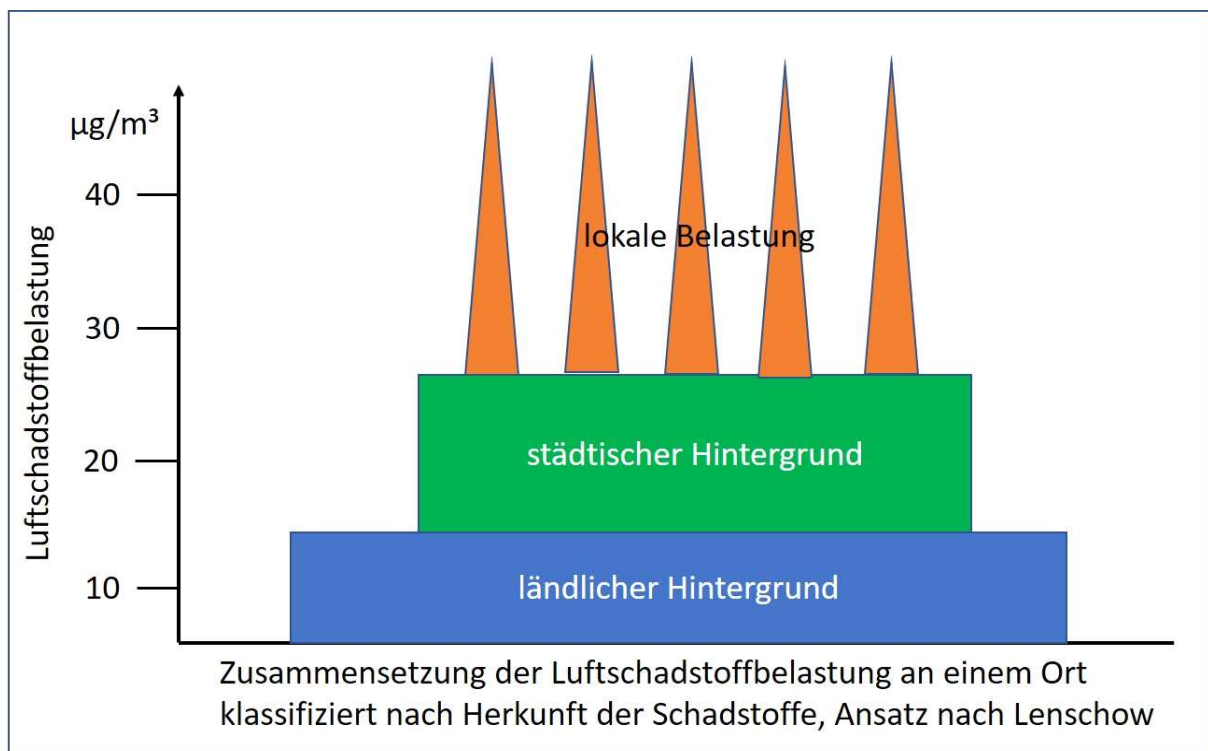 µg/m³
40
30
20
10
Luftschadstoffbelastung
lokale Belastung
städtischer Hintergrund
ländlicher Hintergrund
Zusammensetzung der Luftschadstoffbelastung an einem Ort
klassifiziert nach Herkunft der Schadstoffe, Ansatz nach Lenschow